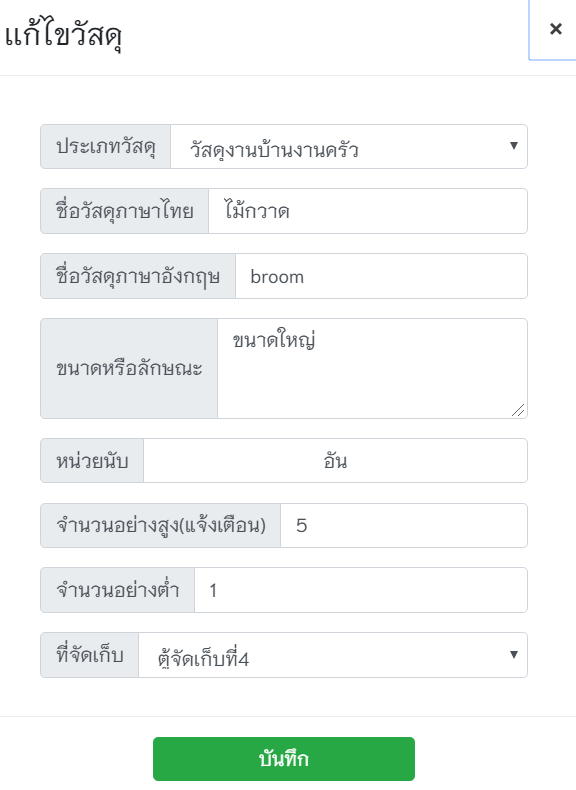 แก้ไขวัสดุ
×
ประเภทวัสดุ วัสดุงานบ้านงานครัว
ชื่อวัสดุภาษาไทย ไม้กวาด
ชื่อวัสดุภาษาอังกฤษ broom
ขนาดหรือลักษณะ ขนาดใหญ่
หน่วยนับ อัน
จำนวนอย่างสูง(แจ้งเตือน) 5
จำนวนอย่างต่ำ 1
ที่จัดเก็บ ตู้จัดเก็บที่4
บันทึก